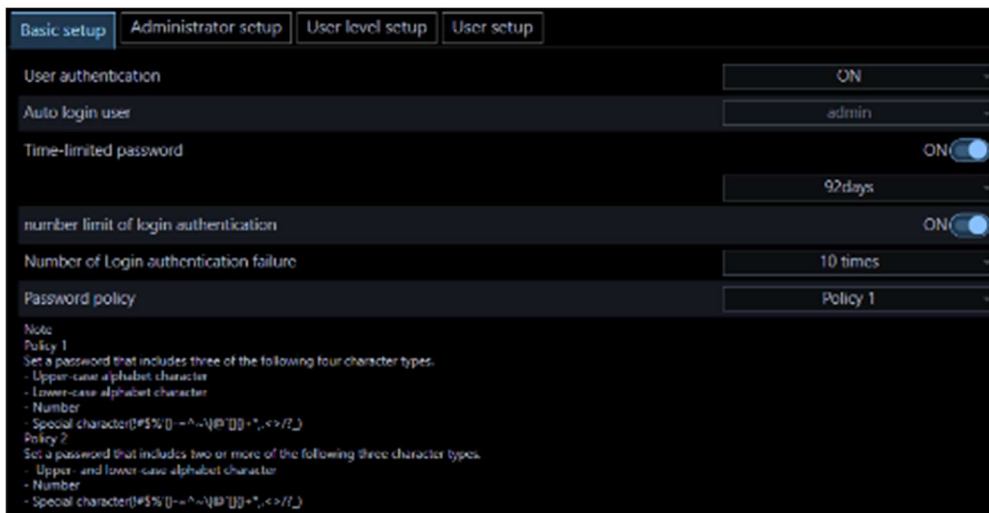 Basic setup Administrator setup User level setup User setup
User authentication ON
Auto login user admin
Time-limited password ON
92days
number limit of login authentication ON
Number of Login authentication failure 10 times
Password policy Policy 1
Note
Policy 1
Set a password that includes three of the following four character types.
- Upper-case alphabet character
- Lower-case alphabet character
- Number
- Special character
Policy 2
Set a password that includes two or more of the following three character types.
- Upper- and lower-case alphabet character
- Number
- Special character